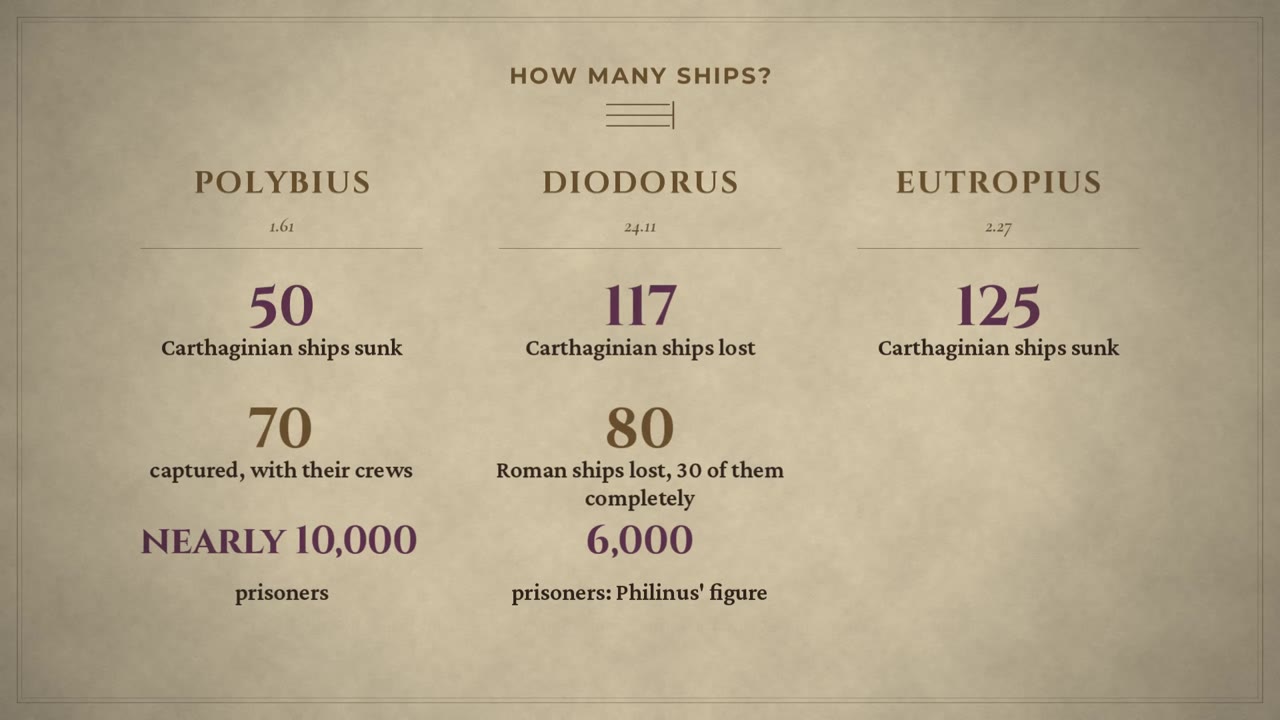 HOW MANY SHIPS?
POLYBIUS
1.61
50
Carthaginian ships sunk
70
captured, with their crews
NEARLY 10,000
prisoners
DIODORUS
24.11
117
Carthaginian ships lost
80
Roman ships lost, 30 of them
completely
6,000
prisoners: Philinus' figure
EUTROPIUS
2.27
125
Carthaginian ships sunk